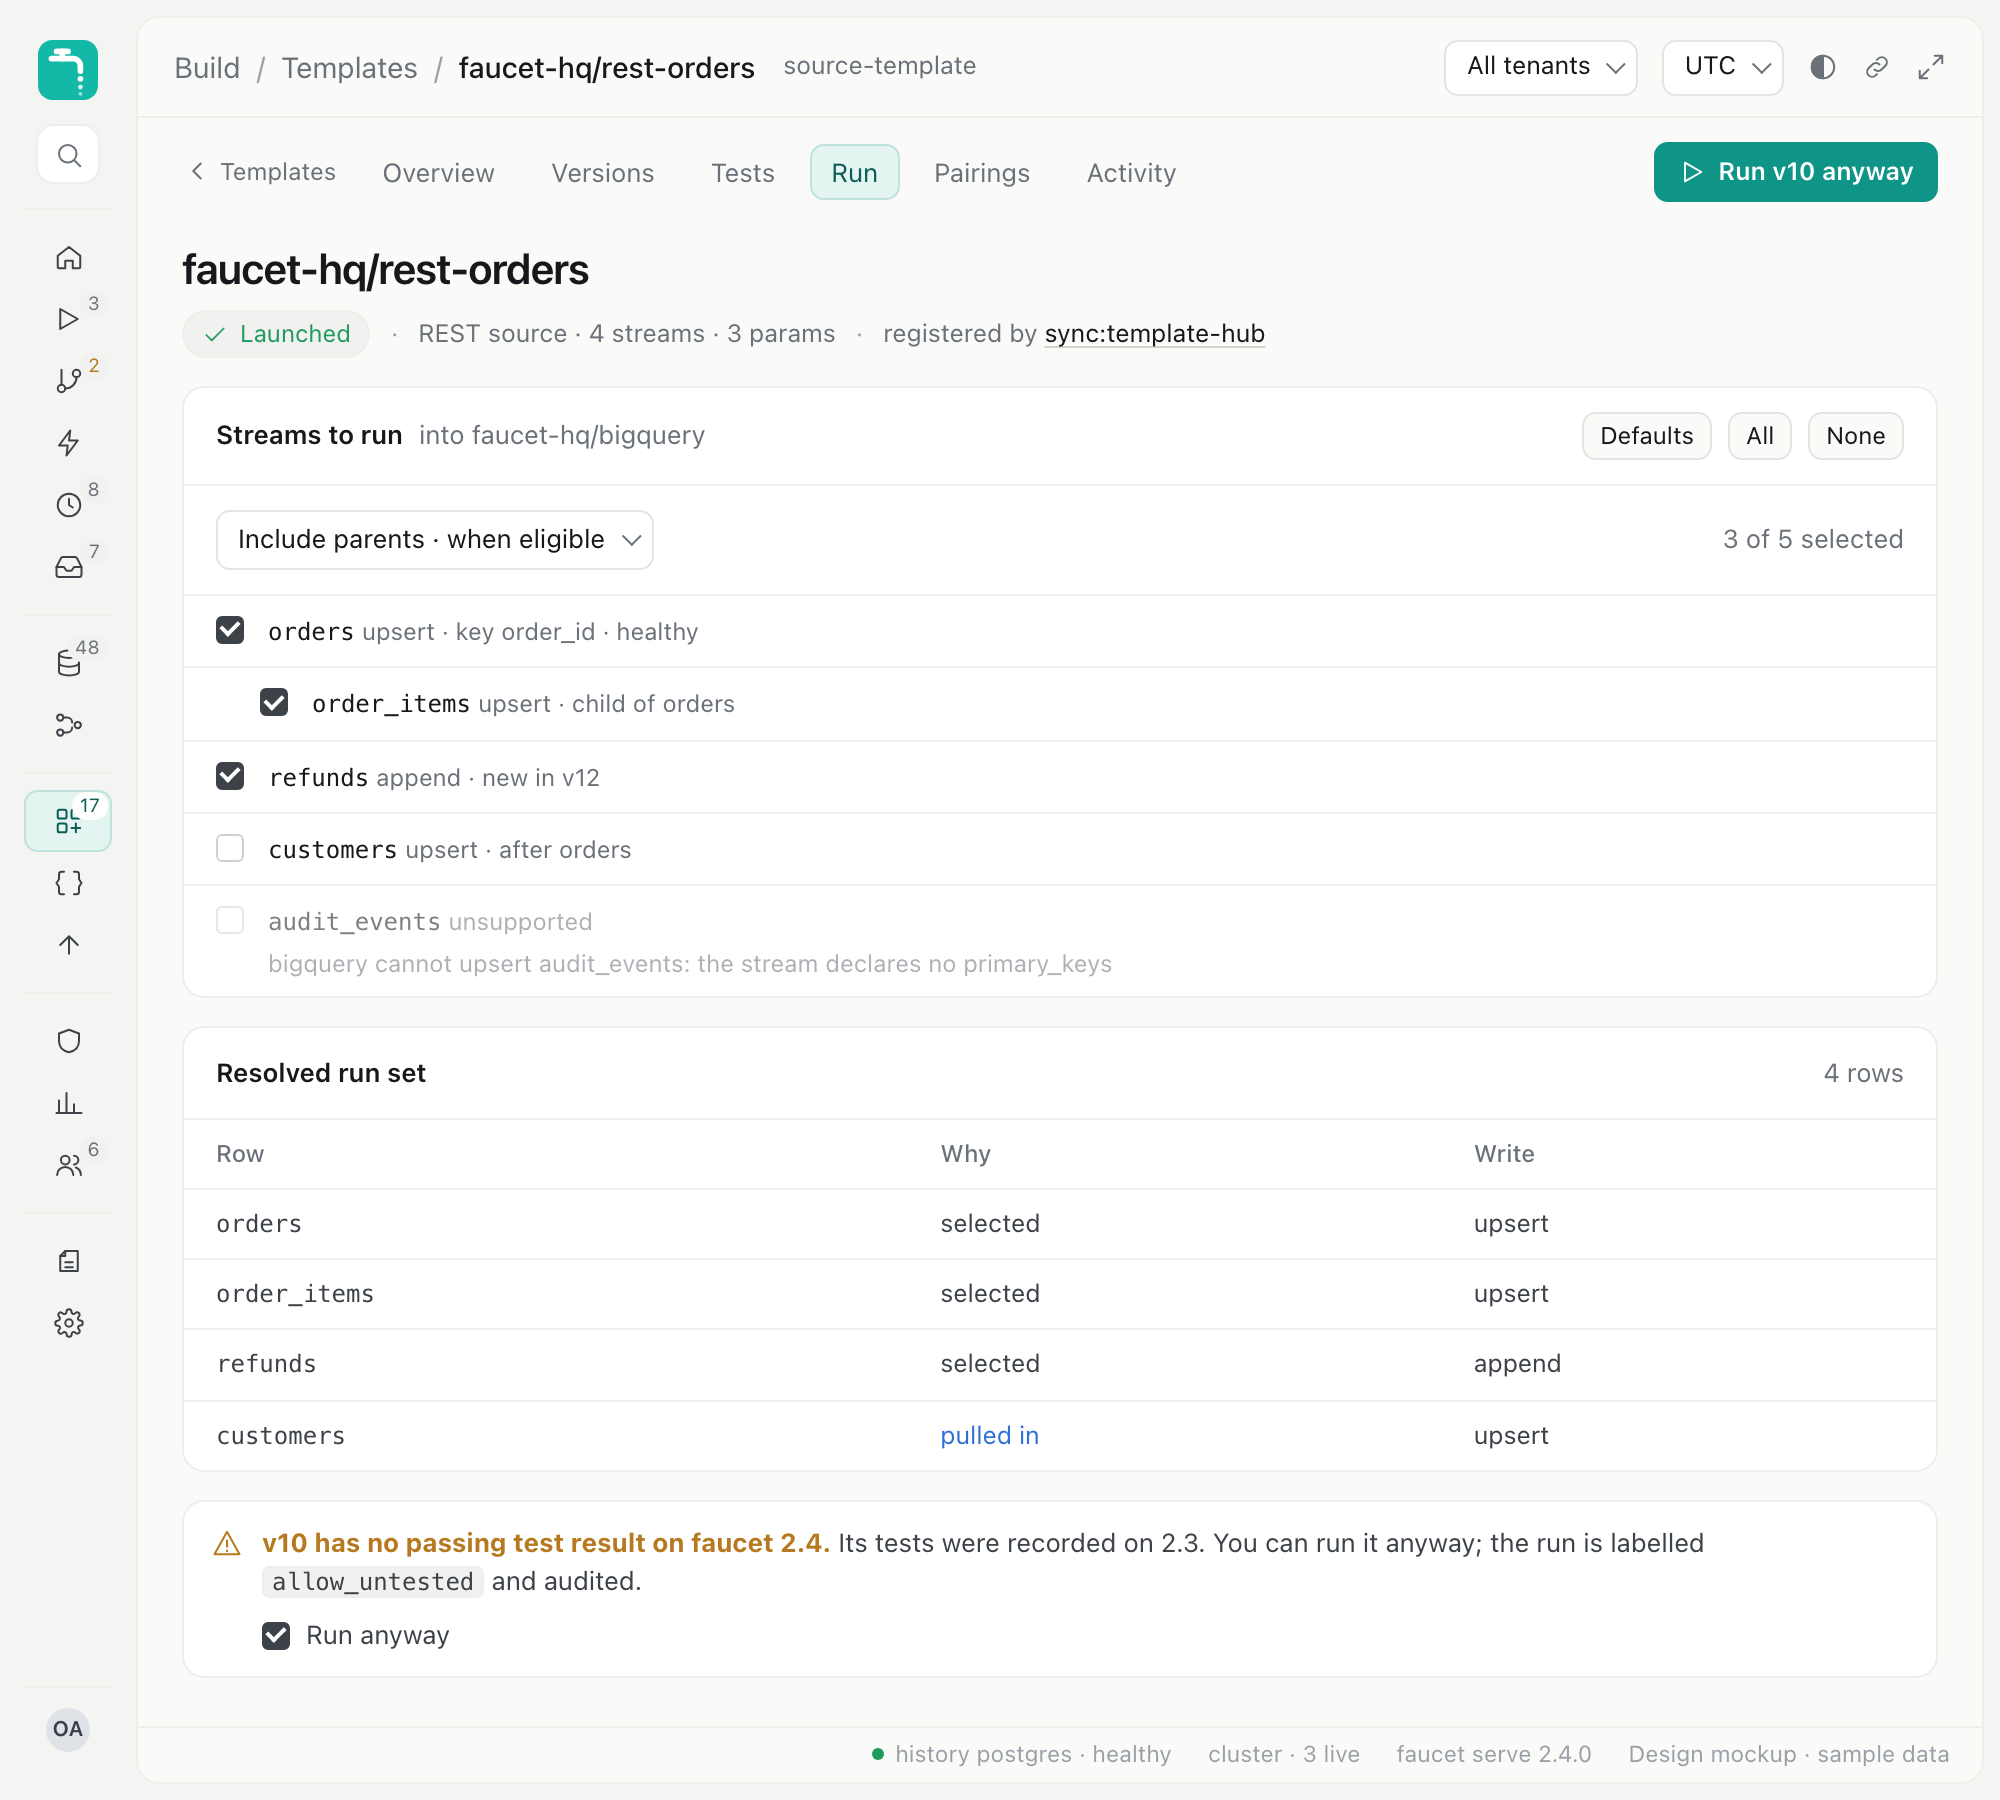 Build / Templates / faucet-hq/rest-orders source-template
All tenants
UTC
Templates
Overview
Versions
Tests
Run
Pairings
Activity
Run v10 anyway
3
2
8
7
48
17
6
OA
faucet-hq/rest-orders
Launched · REST source · 4 streams · 3 params · registered by sync:template-hub
Streams to run into faucet-hq/bigquery
Defaults
All
None
Include parents · when eligible
3 of 5 selected
orders upsert · key order_id · healthy
order_items upsert · child of orders
refunds append · new in v12
customers upsert · after orders
audit_events unsupported
bigquery cannot upsert audit_events: the stream declares no primary_keys
Resolved run set
4 rows
Row Why Write
orders selected upsert
order_items selected upsert
refunds selected append
customers pulled in upsert
v10 has no passing test result on faucet 2.4. Its tests were recorded on 2.3. You can run it anyway; the run is labelled
allow_untested and audited.
Run anyway
history postgres · healthy
cluster · 3 live
faucet serve 2.4.0
Design mockup · sample data